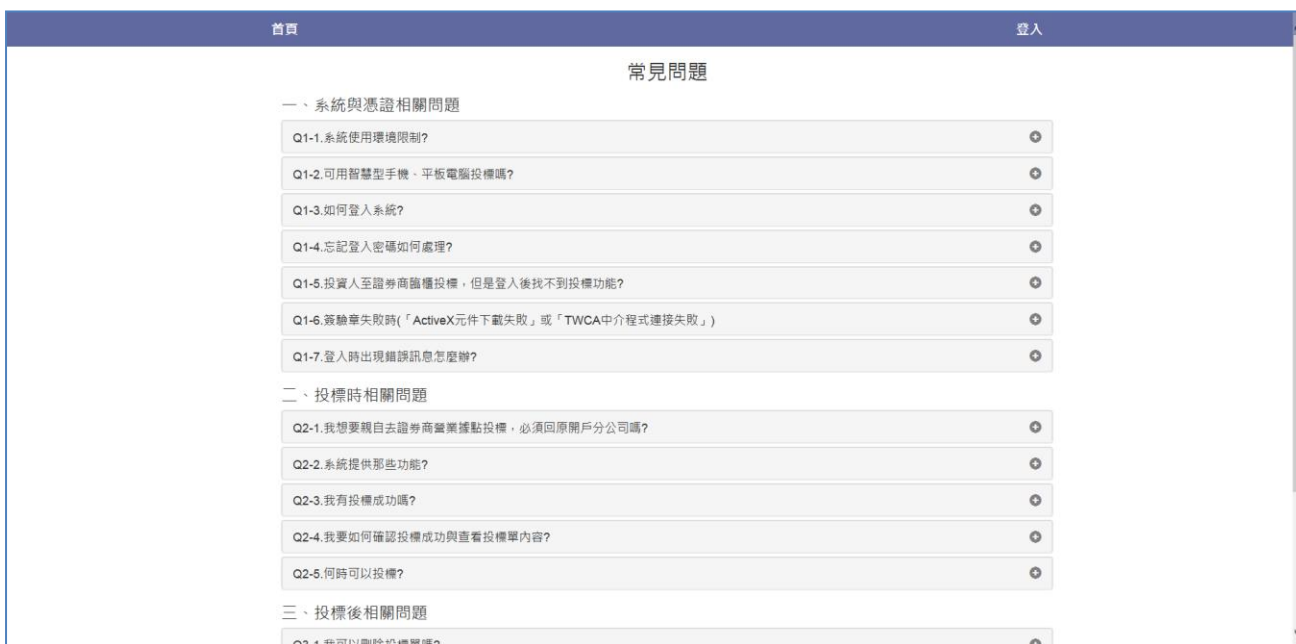 首頁
登入
常見問題
一、系統與憑證相關問題
Q1-1.系統使用環境限制?
Q1-2.可用智慧型手機、平板電腦投標嗎?
Q1-3.如何登入系統?
Q1-4.忘記登入密碼如何處理?
Q1-5.投資人至證券商臨櫃投標，但是登入後找不到投標功能?
Q1-6.簽驗章失敗時(「ActiveX元件下載失敗」或「TWCA中介程式連接失敗」)
Q1-7.登入時出現錯誤訊息怎麼辦?
二、投標時相關問題
Q2-1.我想要親自去證券商營業據點投標，必須回原開戶分公司嗎?
Q2-2.系統提供那些功能?
Q2-3.我有投標成功嗎?
Q2-4.我要如何確認投標成功與查看投標單內容?
Q2-5.何時可以投標?
三、投標後相關問題
Q3-1.我可以刪除投標單嗎?